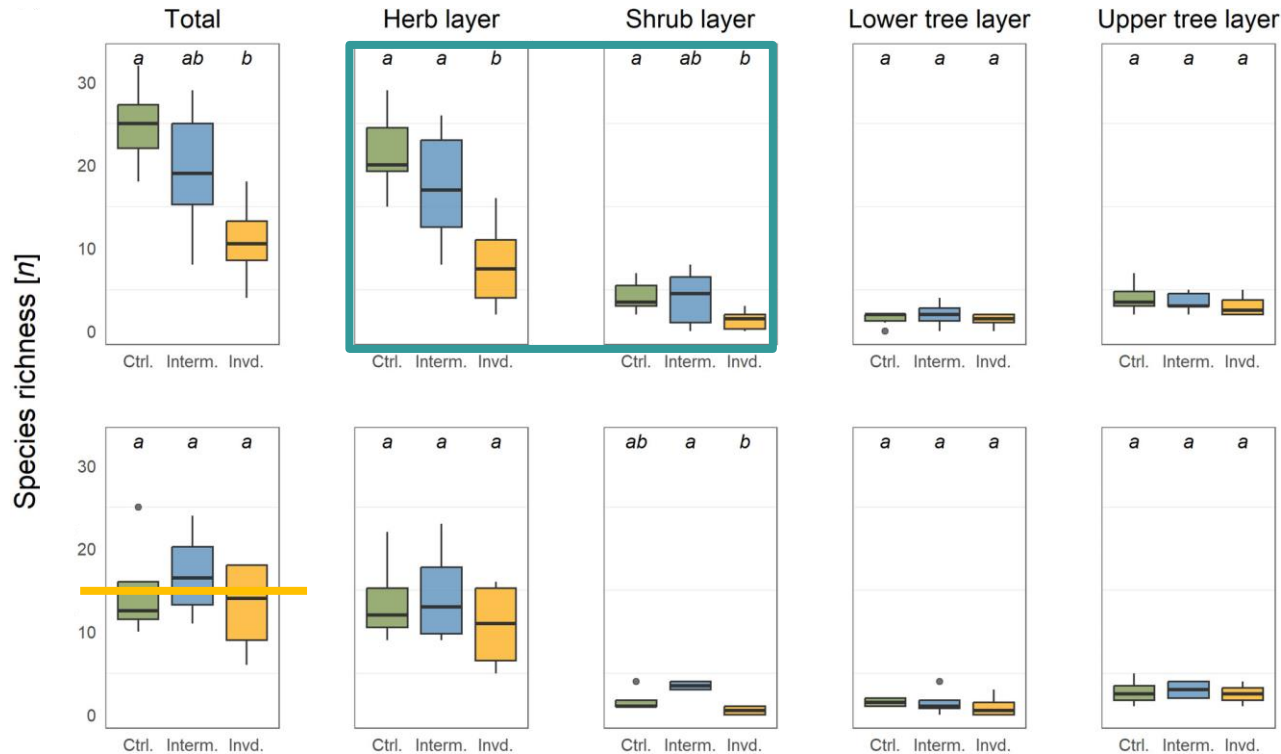 Total Herb layer Shrub layer Lower tree layer Upper tree layer
a ab b a a b a ab b a a a a a a
30
20
10
0
Ctrl. Interm. Invd. Ctrl. Interm. Invd. Ctrl. Interm. Invd. Ctrl. Interm. Invd. Ctrl. Interm. Invd.
Species richness [n]
a a a a a a ab a b a a a a a a
30
20
10
0
Ctrl. Interm. Invd. Ctrl. Interm. Invd. Ctrl. Interm. Invd. Ctrl. Interm. Invd. Ctrl. Interm. Invd.